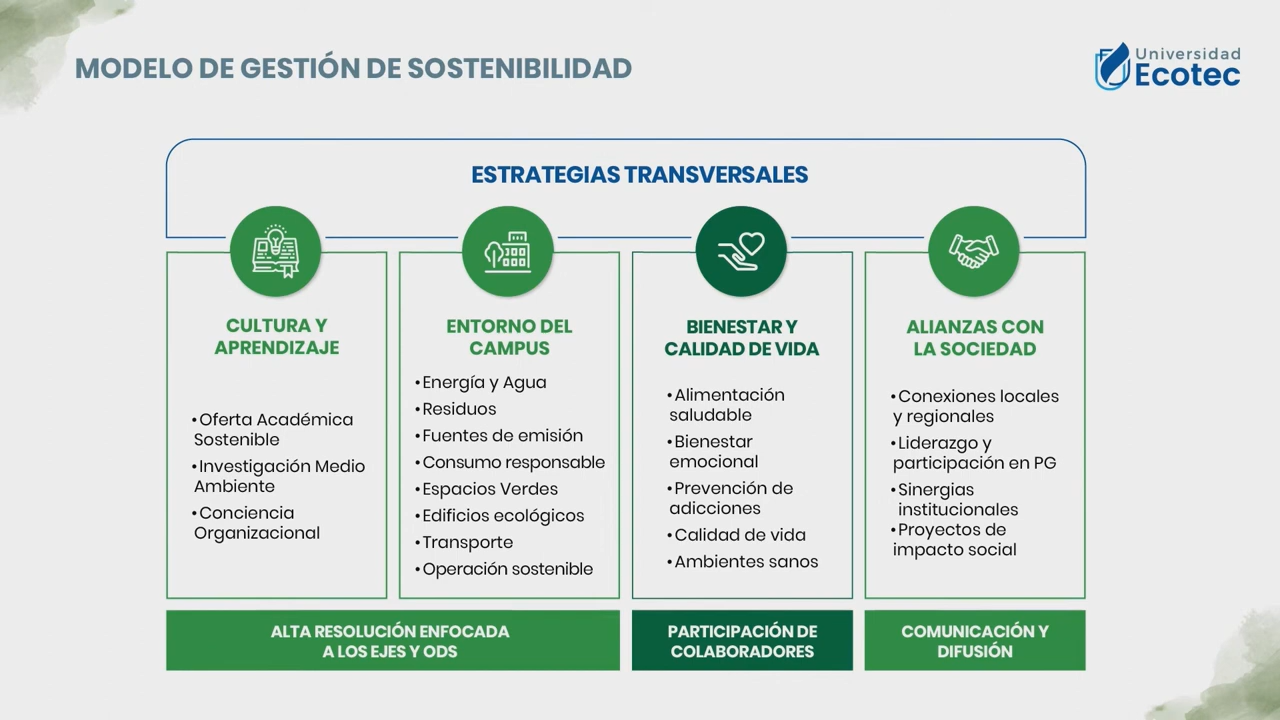 MODELO DE GESTIÓN DE SOSTENIBILIDAD
Universidad
Ecotec
ESTRATEGIAS TRANSVERSALES
CULTURA Y
APRENDIZAJE
•Oferta Académica
Sostenible
•Investigación Medio
Ambiente
•Conciencia
Organizacional
ENTORNO DEL
CAMPUS
•Energía y Agua
•Residuos
•Fuentes de emisión
•Consumo responsable
•Espacios Verdes
•Edificios ecológicos
•Transporte
•Operación sostenible
BIENESTAR Y
CALIDAD DE VIDA
•Alimentación
saludable
•Bienestar
emocional
•Prevención de
adicciones
•Calidad de vida
•Ambientes sanos
ALIANZAS CON
LA SOCIEDAD
•Conexiones locales
y regionales
•Liderazgo y
participación en PG
•Sinergias
institucionales
•Proyectos de
impacto social
ALTA RESOLUCIÓN ENFOCADA
A LOS EJES Y ODS
PARTICIPACIÓN DE
COLABORADORES
COMUNICACIÓN Y
DIFUSIÓN